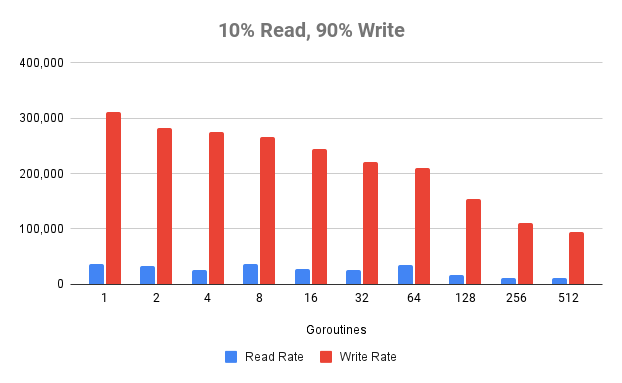 10% Read, 90% Write
400,000
300,000
200,000
100,000
0
1 2 4 8 16 32 64 128 256 512
Goroutines
Read Rate Write Rate